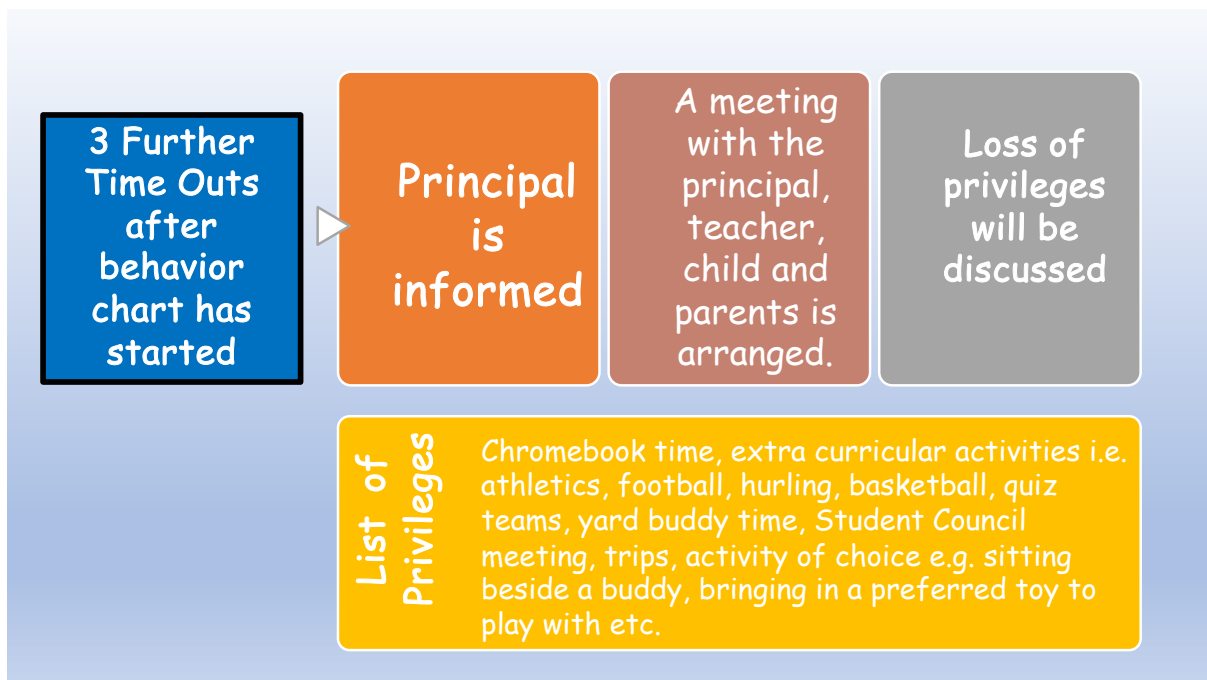 3 Further
Time Outs
after
behavior
chart has
started
Principal
is
informed
A meeting
with the
principal,
teacher,
child and
parents is
arranged.
Loss of
privileges
will be
discussed
List of
Privileges
Chromebook time, extra curricular activities i.e.
athletics, football, hurling, basketball, quiz
teams, yard buddy time, Student Council
meeting, trips, activity of choice e.g. sitting
beside a buddy, bringing in a preferred toy to
play with etc.